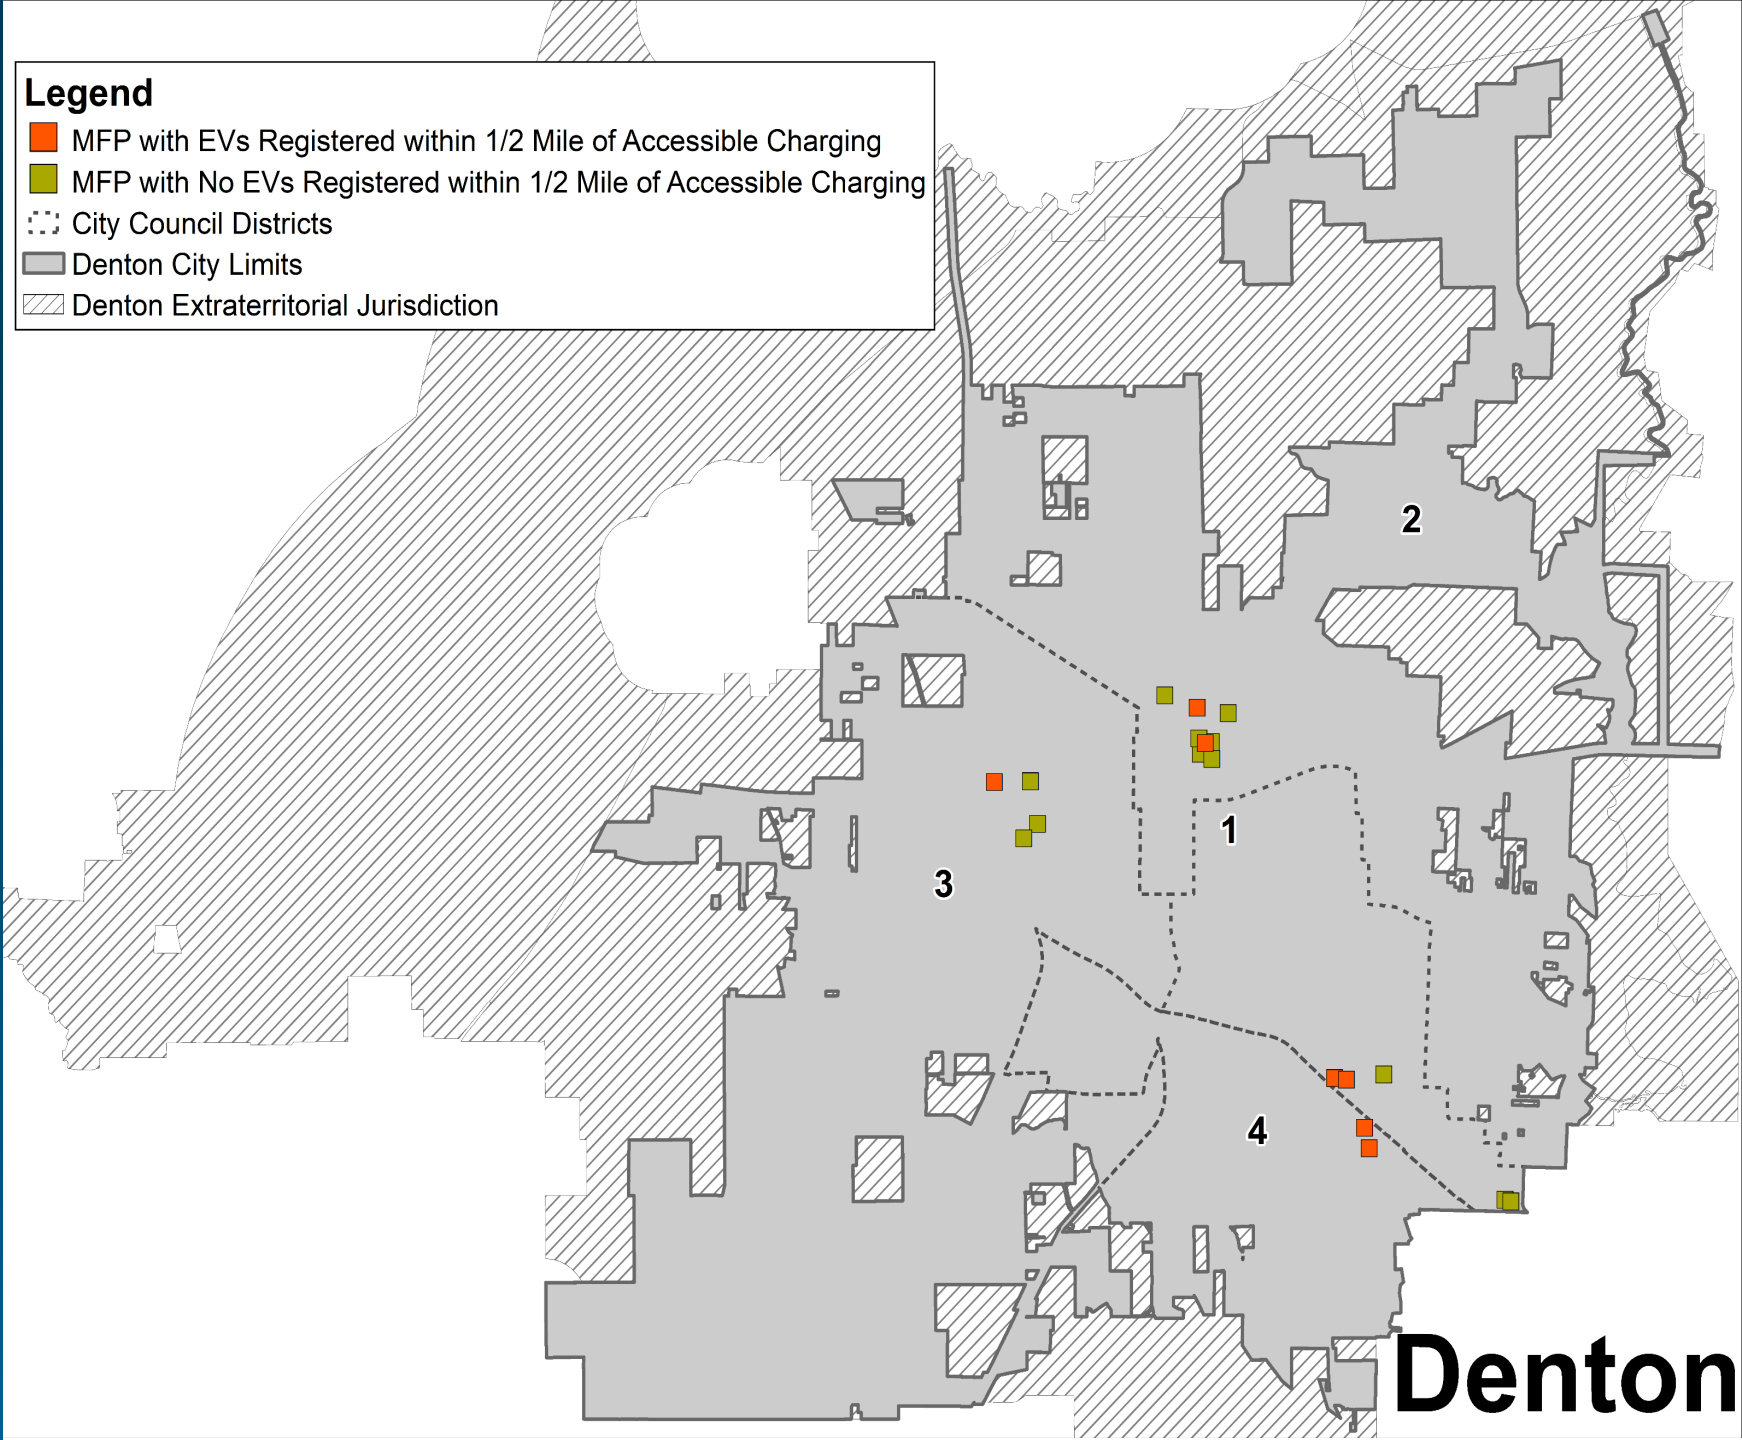 Legend
MFP with EVs Registered within 1/2 Mile of Accessible Charging
MFP with No EVs Registered within 1/2 Mile of Accessible Charging
City Council Districts
Denton City Limits
Denton Extraterritorial Jurisdiction
2
1
3
4
Denton